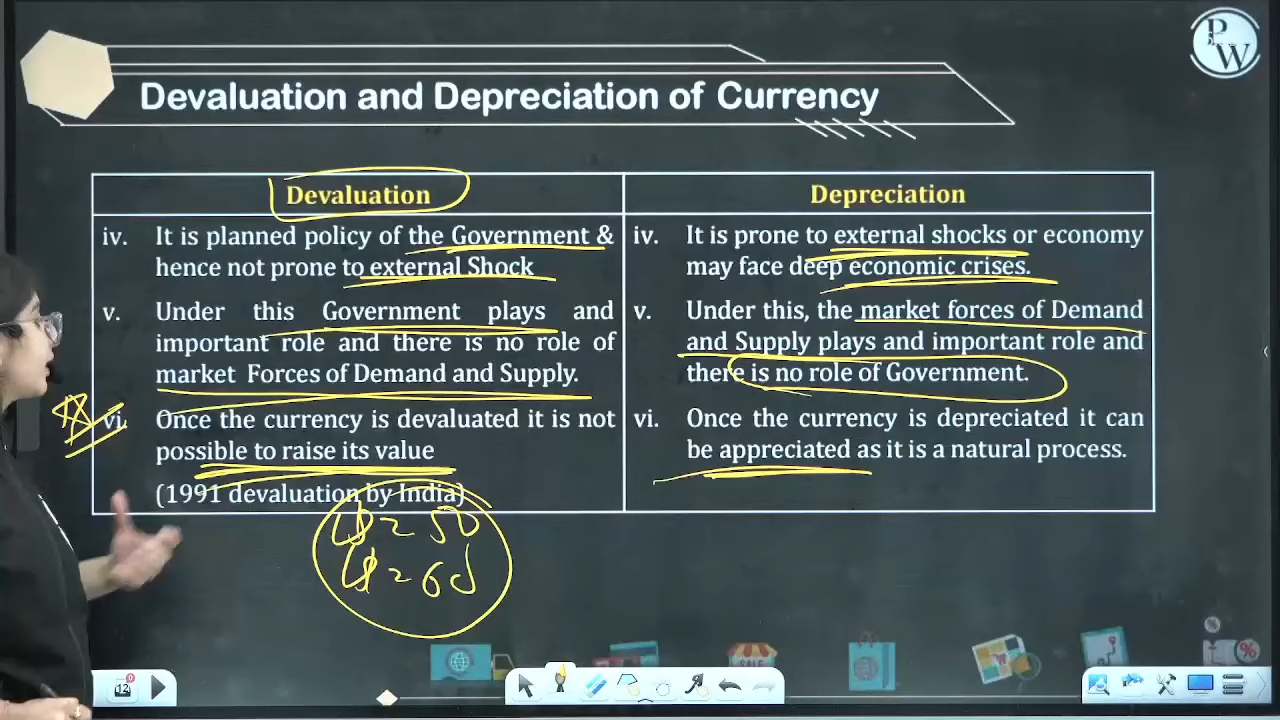 PW
Devaluation and Depreciation of Currency
Devaluation
Depreciation
iv. It is planned policy of the Government &
hence not prone to external Shock
v. Under this Government plays and
important role and there is no role of
market Forces of Demand and Supply.
vi. Once the currency is devaluated it is not
possible to raise its value
(1991 devaluation by India)
iv. It is prone to external shocks or economy
may face deep economic crises.
v. Under this, the market forces of Demand
and Supply plays and important role and
there is no role of Government.
vi. Once the currency is depreciated it can
be appreciated as it is a natural process.
SALE
12